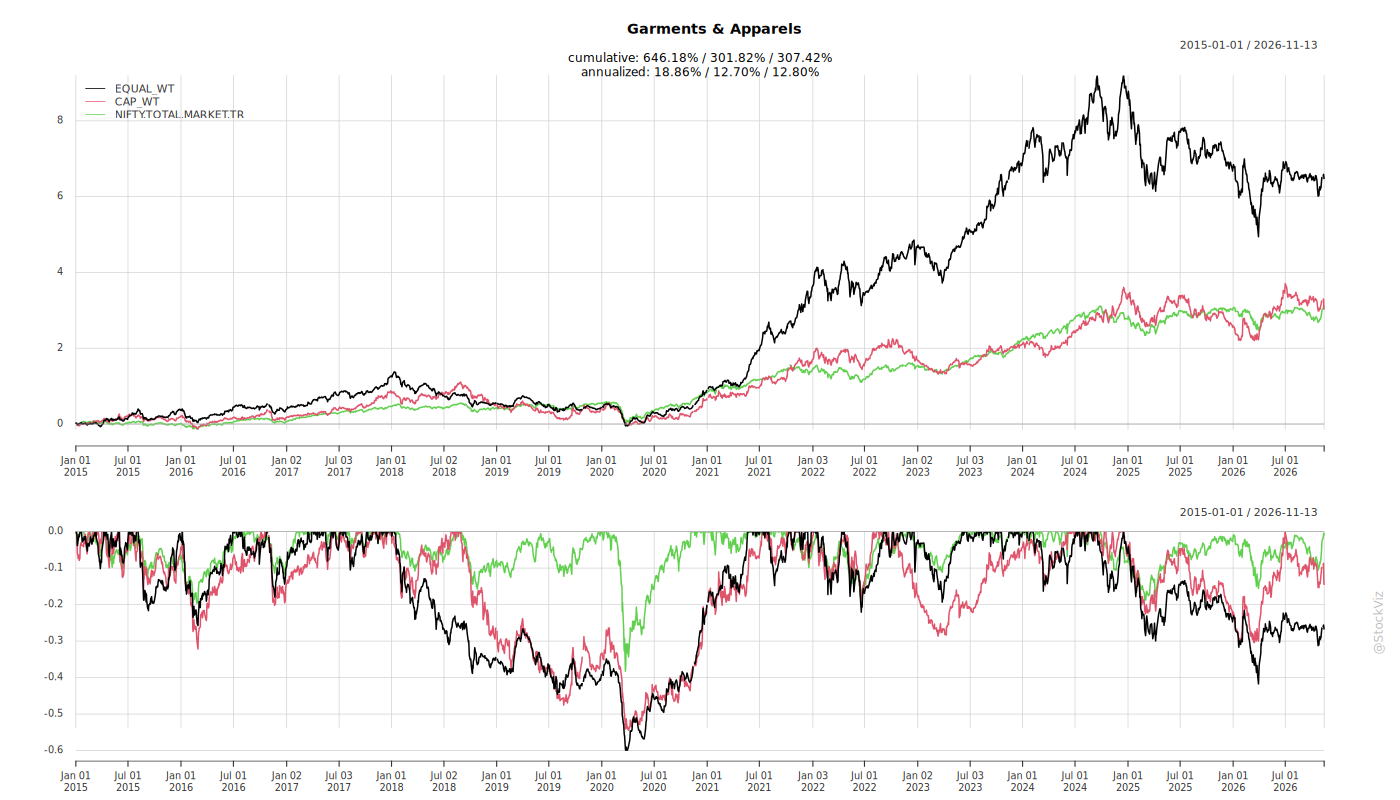 Garments & Apparels
2015-01-01 / 2026-11-13
cumulative: 646.18% / 301.82% / 307.42%
annualized: 18.86% / 12.70% / 12.80%
EQUAL_WT
CAP_WT
NIFTY.TOTAL.MARKET.TR
8
6
4
2
0
Jan 01 Jul 01 Jan 01 Jul 01 Jan 02 Jul 03 Jan 01 Jul 02 Jan 01 Jul 01 Jan 01 Jul 01 Jan 01 Jul 01 Jan 03 Jul 01 Jan 02 Jul 03 Jan 01 Jul 01 Jan 01 Jul 01 Jan 01 Jul 01
2015 2015 2016 2016 2017 2017 2018 2018 2019 2019 2020 2020 2021 2021 2022 2022 2023 2023 2024 2024 2025 2025 2026 2026
2015-01-01 / 2026-11-13
0.0
-0.1
-0.2
-0.3
-0.4
-0.5
-0.6
Jan 01 Jul 01 Jan 01 Jul 01 Jan 02 Jul 03 Jan 01 Jul 02 Jan 01 Jul 01 Jan 01 Jul 01 Jan 01 Jul 01 Jan 03 Jul 01 Jan 02 Jul 03 Jan 01 Jul 01 Jan 01 Jul 01 Jan 01 Jul 01
2015 2015 2016 2016 2017 2017 2018 2018 2019 2019 2020 2020 2021 2021 2022 2022 2023 2023 2024 2024 2025 2025 2026 2026
@StockViz